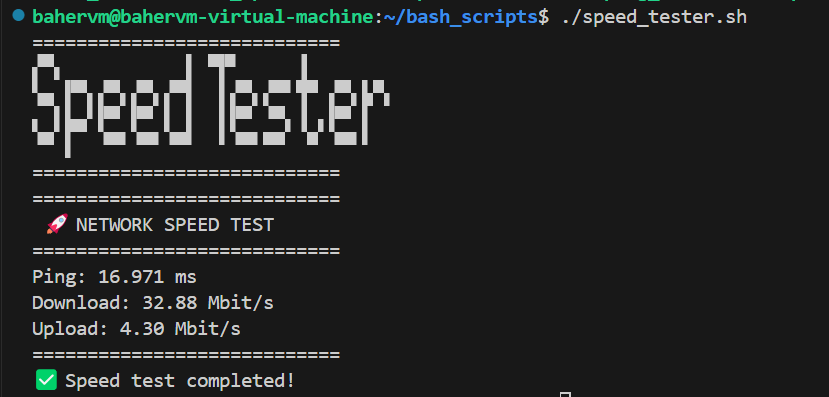 bahervm@bahervm-virtual-machine:~/bash_scripts$ ./speed_tester.sh
============================
Speed Tester
============================
============================
🚀 NETWORK SPEED TEST
============================
Ping: 16.971 ms
Download: 32.88 Mbit/s
Upload: 4.30 Mbit/s
============================
✅ Speed test completed!